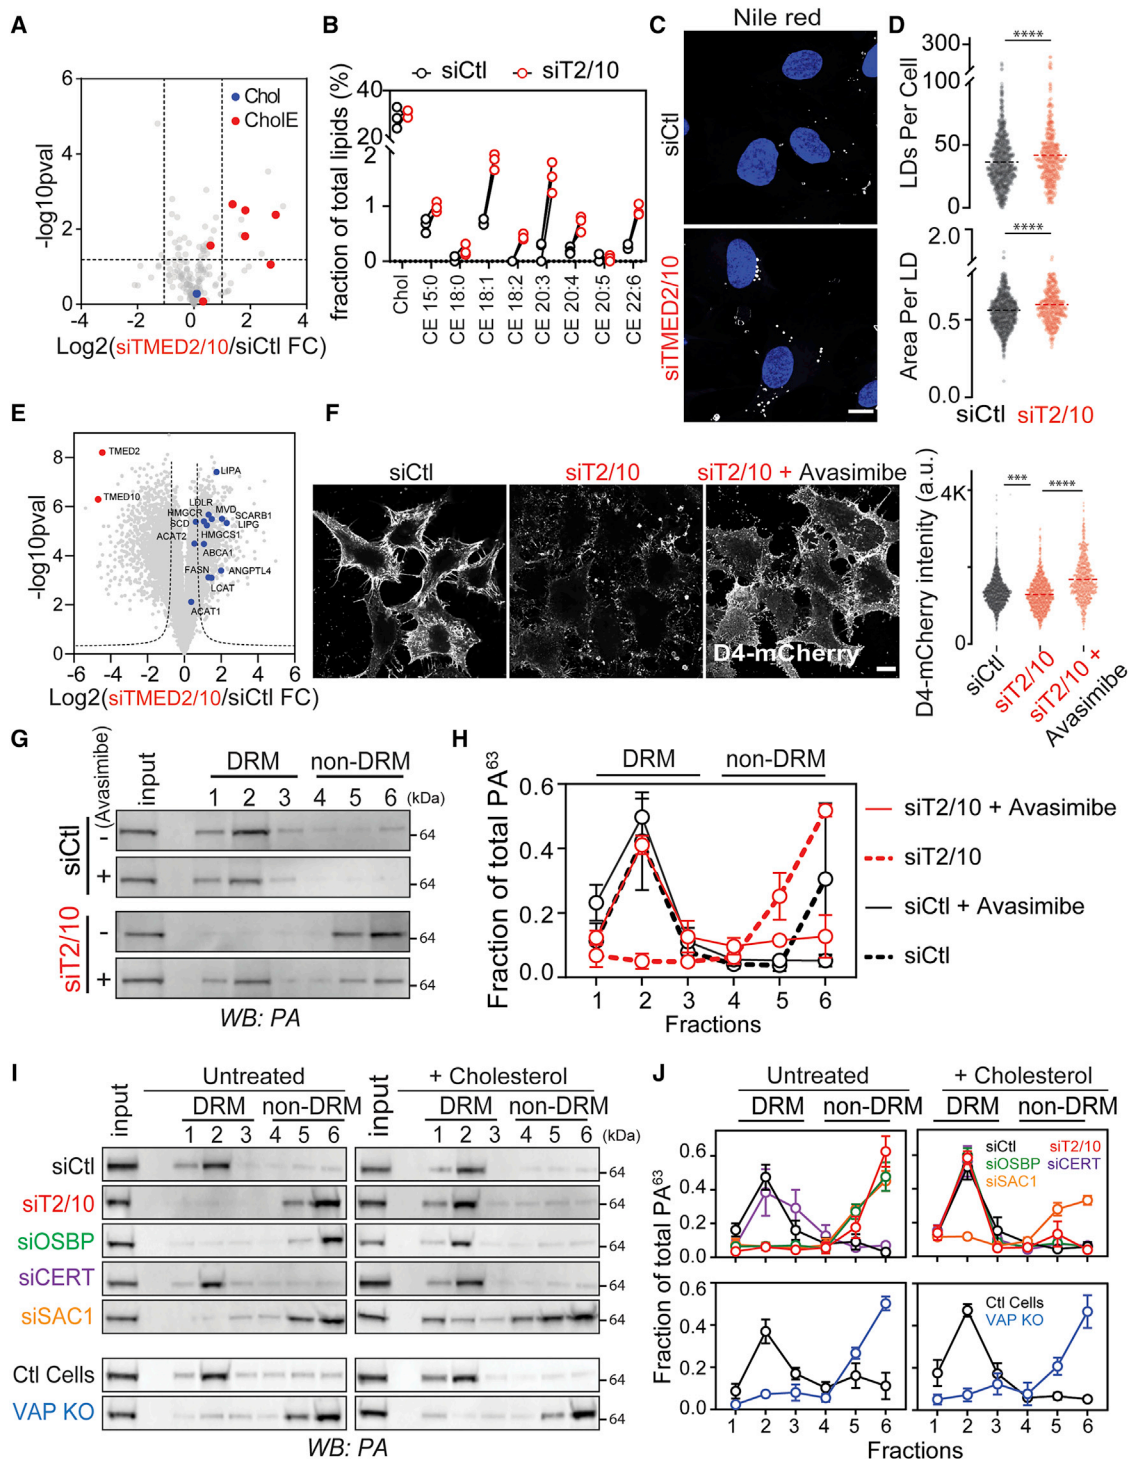 A
6
4
2
0
-4
-2
0
2
4
-log10pval
Chol
CholE
Log2(siTMED2/10/siCtl FC)
B
siCtl
siT2/10
fraction of total lipids (%)
40
20
2
1
0
Chol
CE 15:0
CE 18:0
CE 18:1
CE 18:2
CE 20:3
CE 20:4
CE 20:5
CE 22:6
C
Nile red
siCtl
siTMED2/10
D
LDs Per Cell
300
100
50
0
****
Area Per LD
2.0
0.5
0.0
****
siCtl siT2/10
E
-log10pval
8
6
4
2
0
-6 -4 -2 0 2 4 6
TMED2
TMED10
LIPA
LDLR
HMGCR
MVD
SCARB1
SCD
LIPG
ACAT2
HMGCS1
ABCA1
FASN
ANGPTL4
LCAT
ACAT1
Log2(siTMED2/10/siCtl FC)
F
siCtl
siT2/10
siT2/10 + Avasimibe
D4-mCherry
D4-mCherry intenity (a.u.)
4K
0
***
****
siCtl
siT2/10
siT2/10 +
Avasimibe
G
(Avasimibe)
input
DRM
non-DRM
1 2 3 4 5 6 (kDa)
siCtl
-
64
+
64
siT2/10
-
64
+
64
WB: PA
H
DRM
non-DRM
Fraction of total PA63
0.6
0.4
0.2
0.0
1 2 3 4 5 6
Fractions
siT2/10 + Avasimibe
siT2/10
siCtl + Avasimibe
siCtl
I
Untreated
+ Cholesterol
input
DRM
non-DRM
input
DRM
non-DRM
1 2 3 4 5 6
1 2 3 4 5 6 (kDa)
siCtl
64
siT2/10
64
siOSBP
64
siCERT
64
siSAC1
64
Ctl Cells
64
VAP KO
64
WB: PA
J
Untreated
+ Cholesterol
DRM
non-DRM
DRM
non-DRM
Fraction of total PA63
0.6
0.4
0.2
0.0
siCtl
siT2/10
siOSBP
siCERT
siSAC1
0.6
0.4
0.2
0.0
Ctl Cells
VAP KO
1 2 3 4 5 6
1 2 3 4 5 6
Fractions